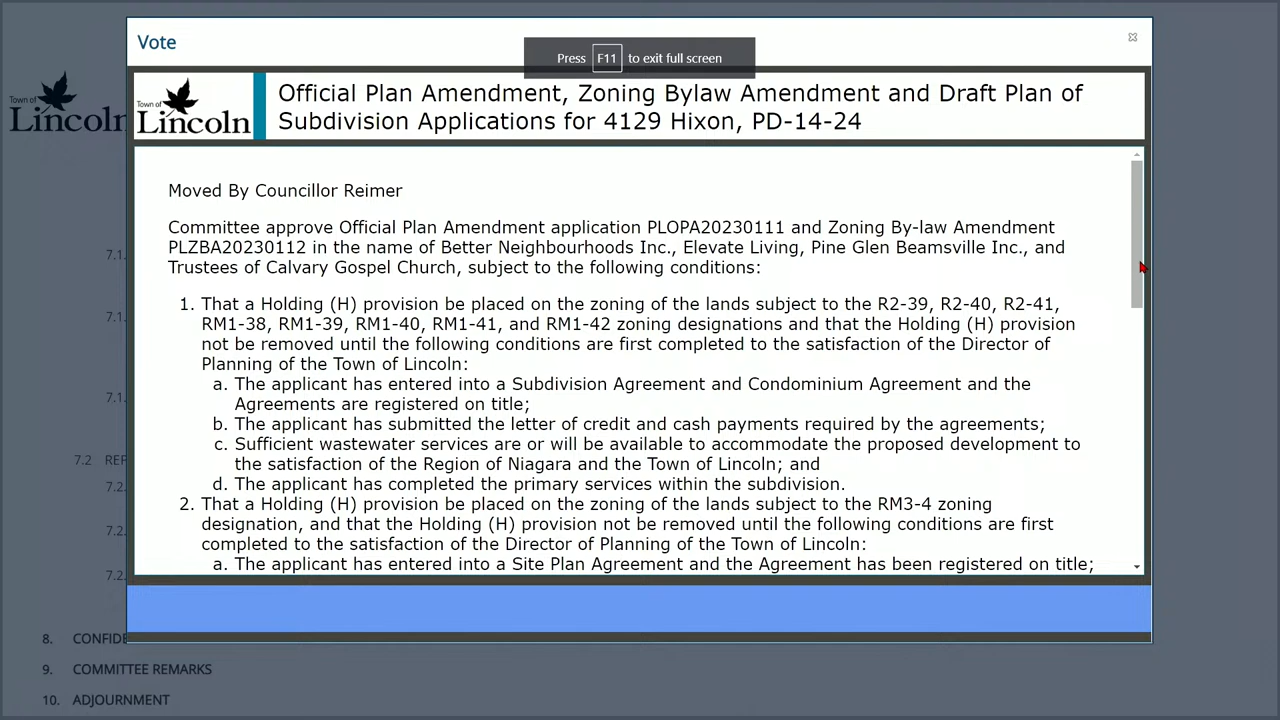 Vote
Press F11 to exit full screen
Town of
Lincoln
Town of
Lincoln
Official Plan Amendment, Zoning Bylaw Amendment and Draft Plan of
Subdivision Applications for 4129 Hixon, PD-14-24
Moved By Councillor Reimer
Committee approve Official Plan Amendment application PLOPA20230111 and Zoning By-law Amendment
PLZBA20230112 in the name of Better Neighbourhoods Inc., Elevate Living, Pine Glen Beamsville Inc., and
Trustees of Calvary Gospel Church, subject to the following conditions:
1. That a Holding (H) provision be placed on the zoning of the lands subject to the R2-39, R2-40, R2-41,
RM1-38, RM1-39, RM1-40, RM1-41, and RM1-42 zoning designations and that the Holding (H) provision
not be removed until the following conditions are first completed to the satisfaction of the Director of
Planning of the Town of Lincoln:
a. The applicant has entered into a Subdivision Agreement and Condominium Agreement and the
Agreements are registered on title;
b. The applicant has submitted the letter of credit and cash payments required by the agreements;
c. Sufficient wastewater services are or will be available to accommodate the proposed development to
the satisfaction of the Region of Niagara and the Town of Lincoln; and
d. The applicant has completed the primary services within the subdivision.
2. That a Holding (H) provision be placed on the zoning of the lands subject to the RM3-4 zoning
designation, and that the Holding (H) provision not be removed until the following conditions are first
completed to the satisfaction of the Director of Planning of the Town of Lincoln:
a. The applicant has entered into a Site Plan Agreement and the Agreement has been registered on title;
7.1.
7.1.
7.1.
7.2 REF
7.2.
7.2.
7.2.
8. CONFIDE
9. COMMITTEE REMARKS
10. ADJOURNMENT